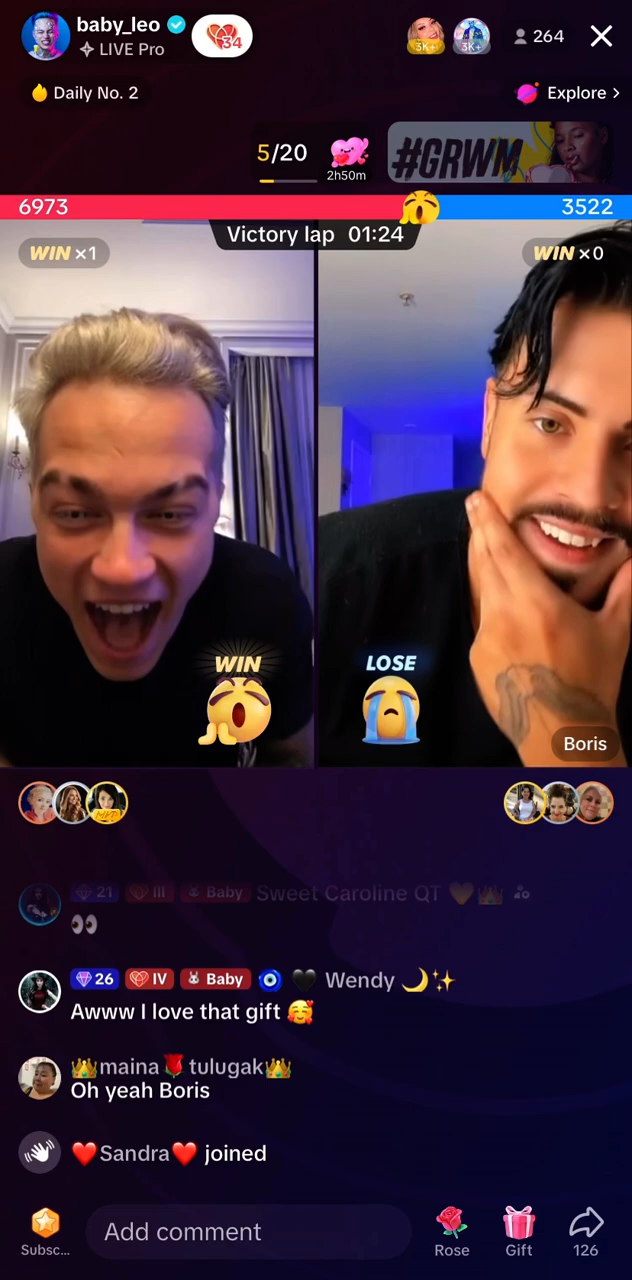 baby_leo
LIVE Pro
34
3K+
3K+
264
Daily No. 2
Explore >
5/20
2h50m
#GRWM
6973
3522
Victory lap 01:24
WIN ×1
WIN ×0
WIN
LOSE
Boris
MVP
21 III Baby Sweet Caroline QT 💛👑
👀
26 IV Baby 🧿 🖤 Wendy 🌙✨
Awww I love that gift 🥰
👑maina🌹tulugak👑
Oh yeah Boris
❤️Sandra❤️ joined
Subsc...
Add comment
Rose
Gift
126